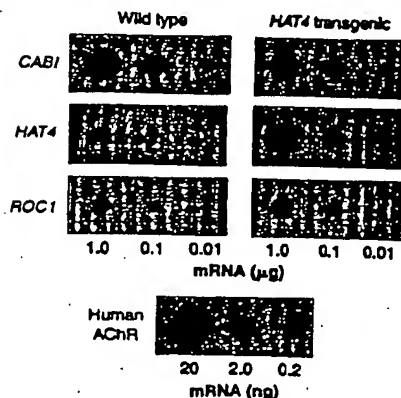 Wild type HAT4 transgenic
CAB1
HAT4
ROC1
1.0 0.1 0.01 1.0 0.1 0.01
mRNA (μg)
Human
AChR
20 2.0 0.2
mRNA (ng)